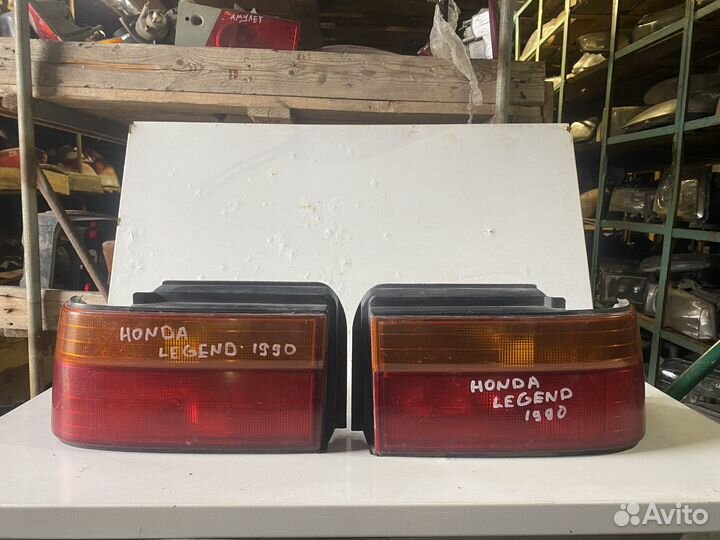 АМУЛЕТ
HONDA
LEGEND. 1990
HONDA
LEGEND
1990
Avito